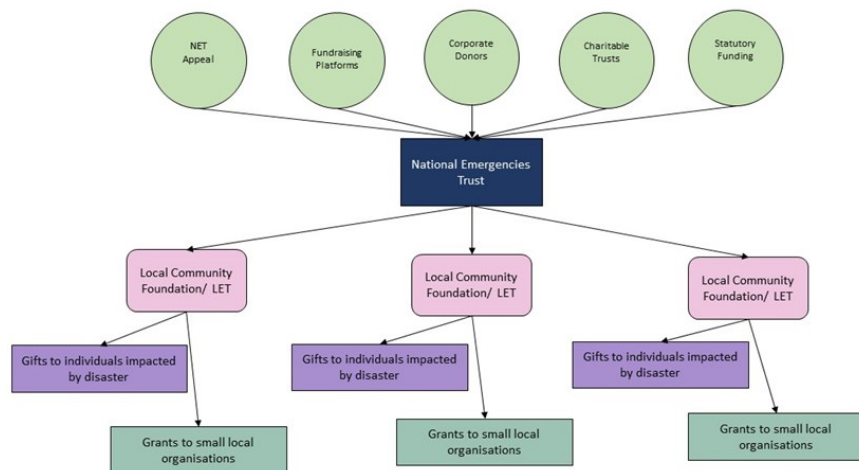 NET
Appeal
Fundraising
Platforms
Corporate
Donors
Charitable
Trusts
Statutory
Funding
National Emergencies
Trust
Local Community
Foundation/ LET
Local Community
Foundation/ LET
Local Community
Foundation/ LET
Gifts to individuals impacted
by disaster
Gifts to individuals impacted
by disaster
Gifts to individuals impacted
by disaster
Grants to small local
organisations
Grants to small local
organisations
Grants to small local
organisations